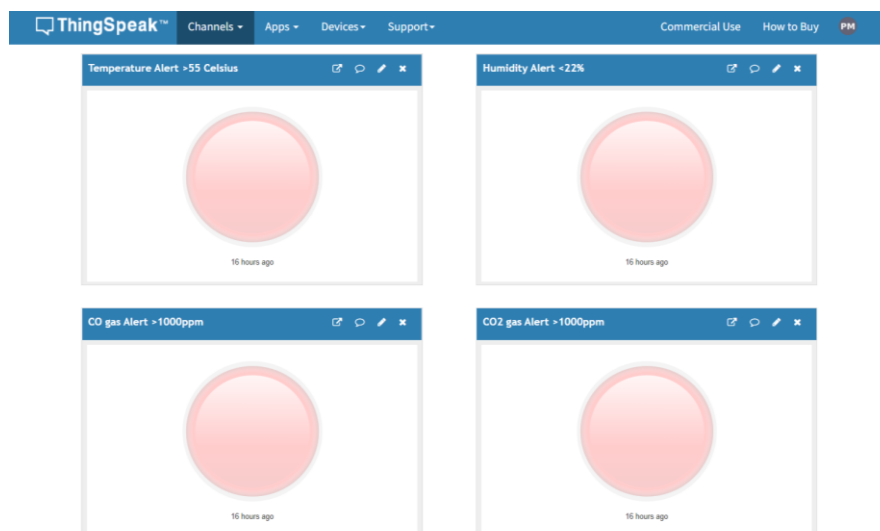 ThingSpeak™ Channels Apps Devices Support Commercial Use How to Buy PM
Temperature Alert >55 Celsius
16 hours ago
Humidity Alert <22%
16 hours ago
CO gas Alert >1000ppm
16 hours ago
CO2 gas Alert >1000ppm
16 hours ago